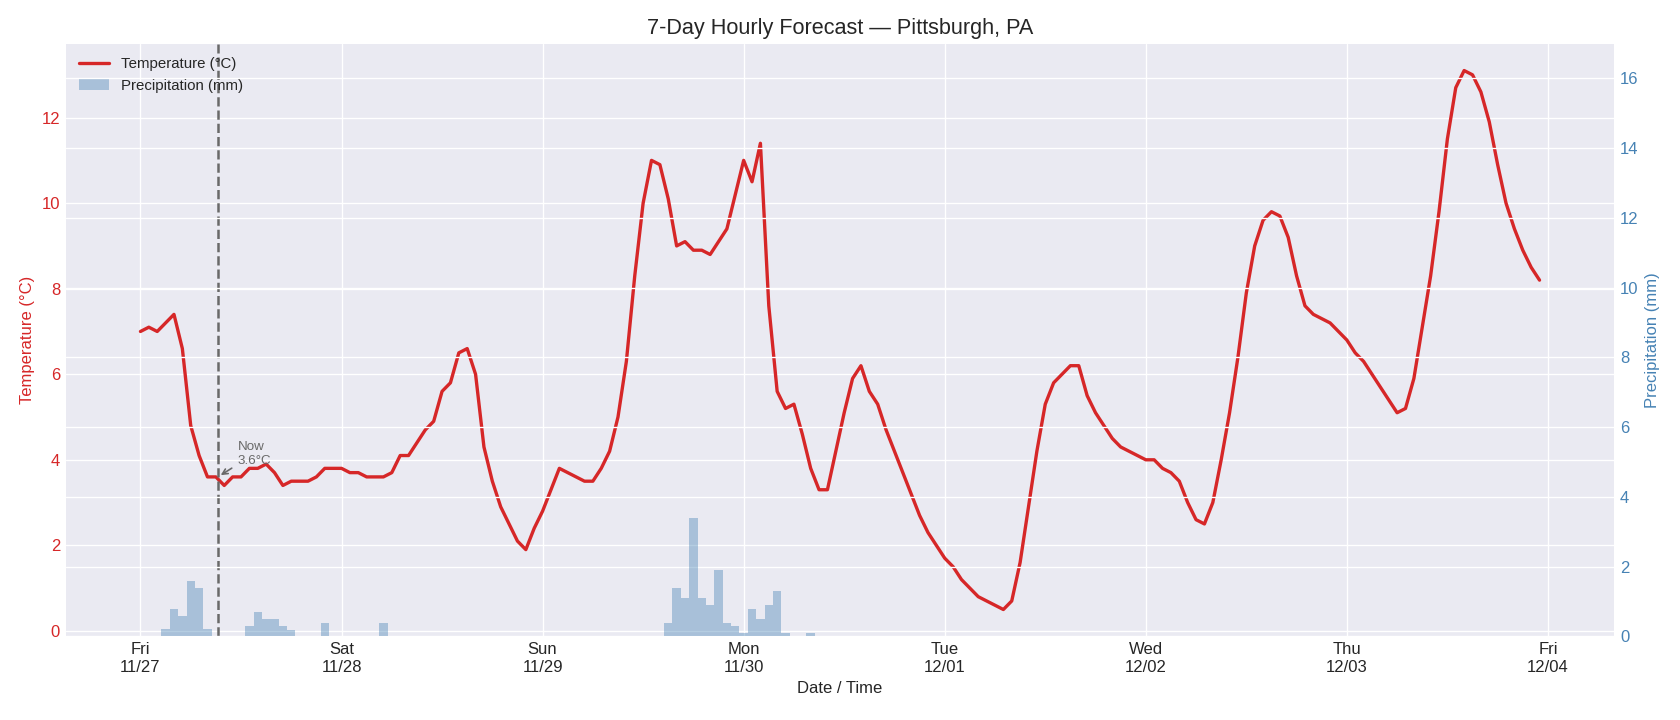 7-Day Hourly Forecast — Pittsburgh, PA
Temperature (°C)
Precipitation (mm)
Temperature (°C)
12
10
8
6
4
2
0
Now
3.6°C
16
14
12
10
8
6
4
2
0
Precipitation (mm)
Fri
11/27
Sat
11/28
Sun
11/29
Mon
11/30
Tue
12/01
Wed
12/02
Thu
12/03
Fri
12/04
Date / Time